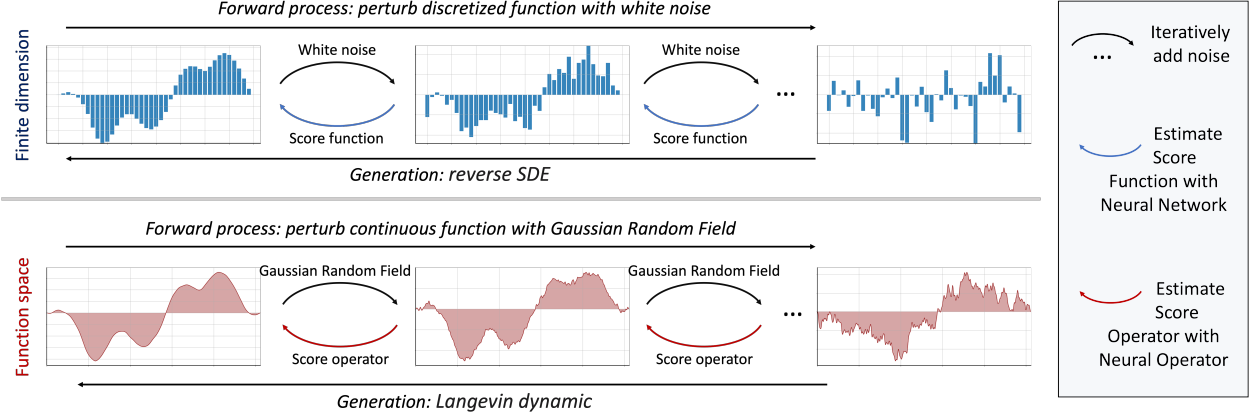 Forward process: perturb discretized function with white noise
Finite dimension
White noise
Score function
White noise
Score function
...
Generation: reverse SDE
Forward process: perturb continuous function with Gaussian Random Field
Function space
Gaussian Random Field
Score operator
Gaussian Random Field
Score operator
...
Generation: Langevin dynamic
...
Iteratively
add noise
Estimate
Score
Function with
Neural Network
Estimate
Score
Operator with
Neural Operator